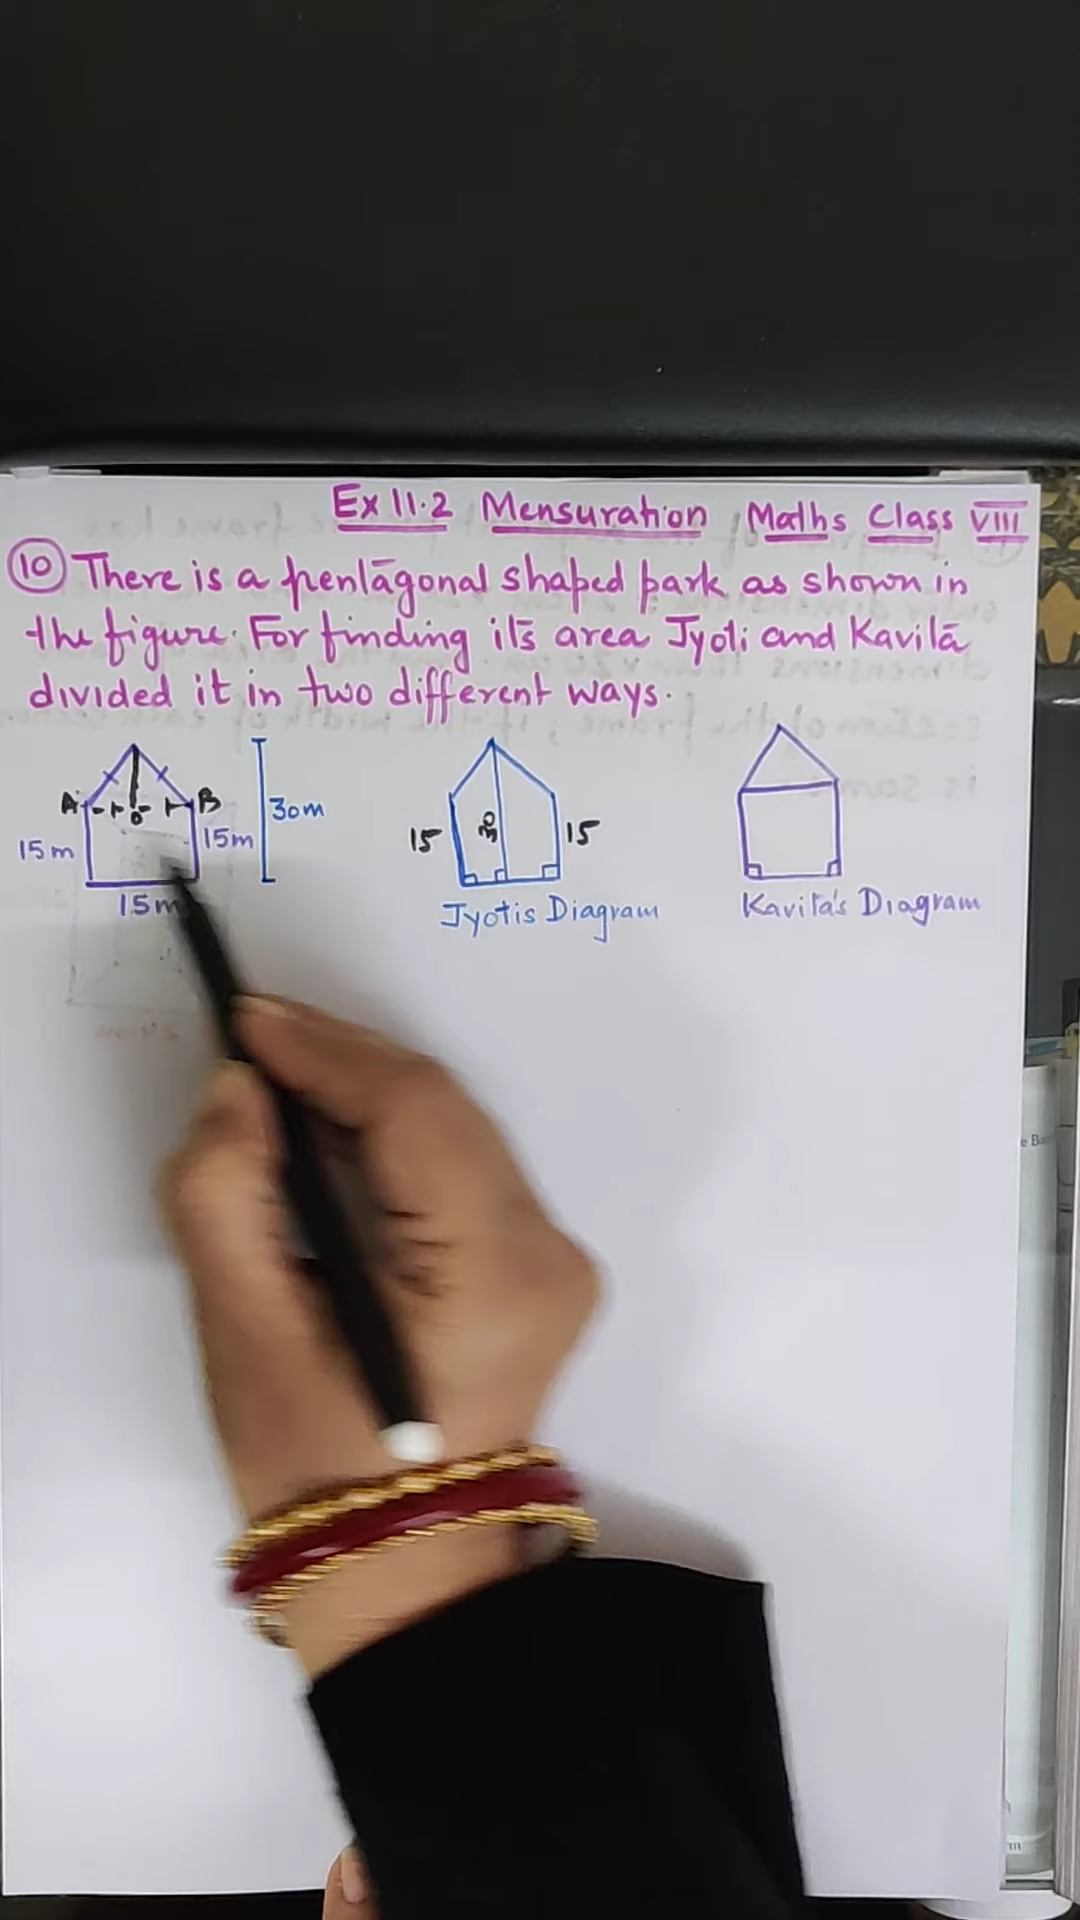 Ex 11.2 Mensuration Maths Class VIII
10 There is a pentagonal shaped park as shown in
the figure. For finding its area Jyoti and Kavita
divided it in two different ways.
A O B
15m 15m 30m
15m
15 30 15
Jyotis Diagram
Kavita's Diagram